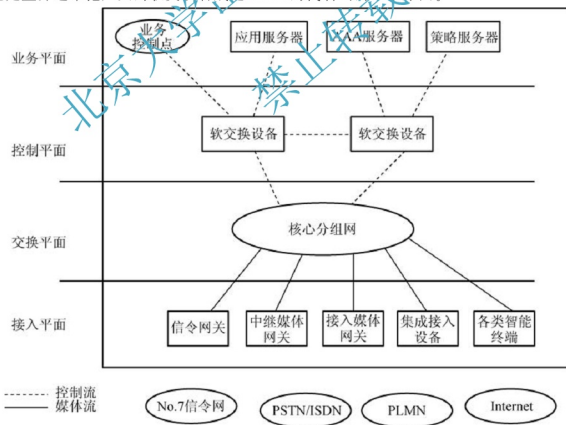 业务平面
业务
控制点
应用服务器
AAA服务器
策略服务器
控制平面
软交换设备
软交换设备
交换平面
核心分组网
接入平面
信令网关
中继媒体
网关
接入媒体
网关
集成接入
设备
各类智能
终端
控制流
媒体流
No.7信令网
PSTN/ISDN
PLMN
Internet
北京大学
禁止转载